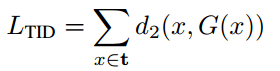 L_TID = ∑_{x∈t} d_2(x, G(x))